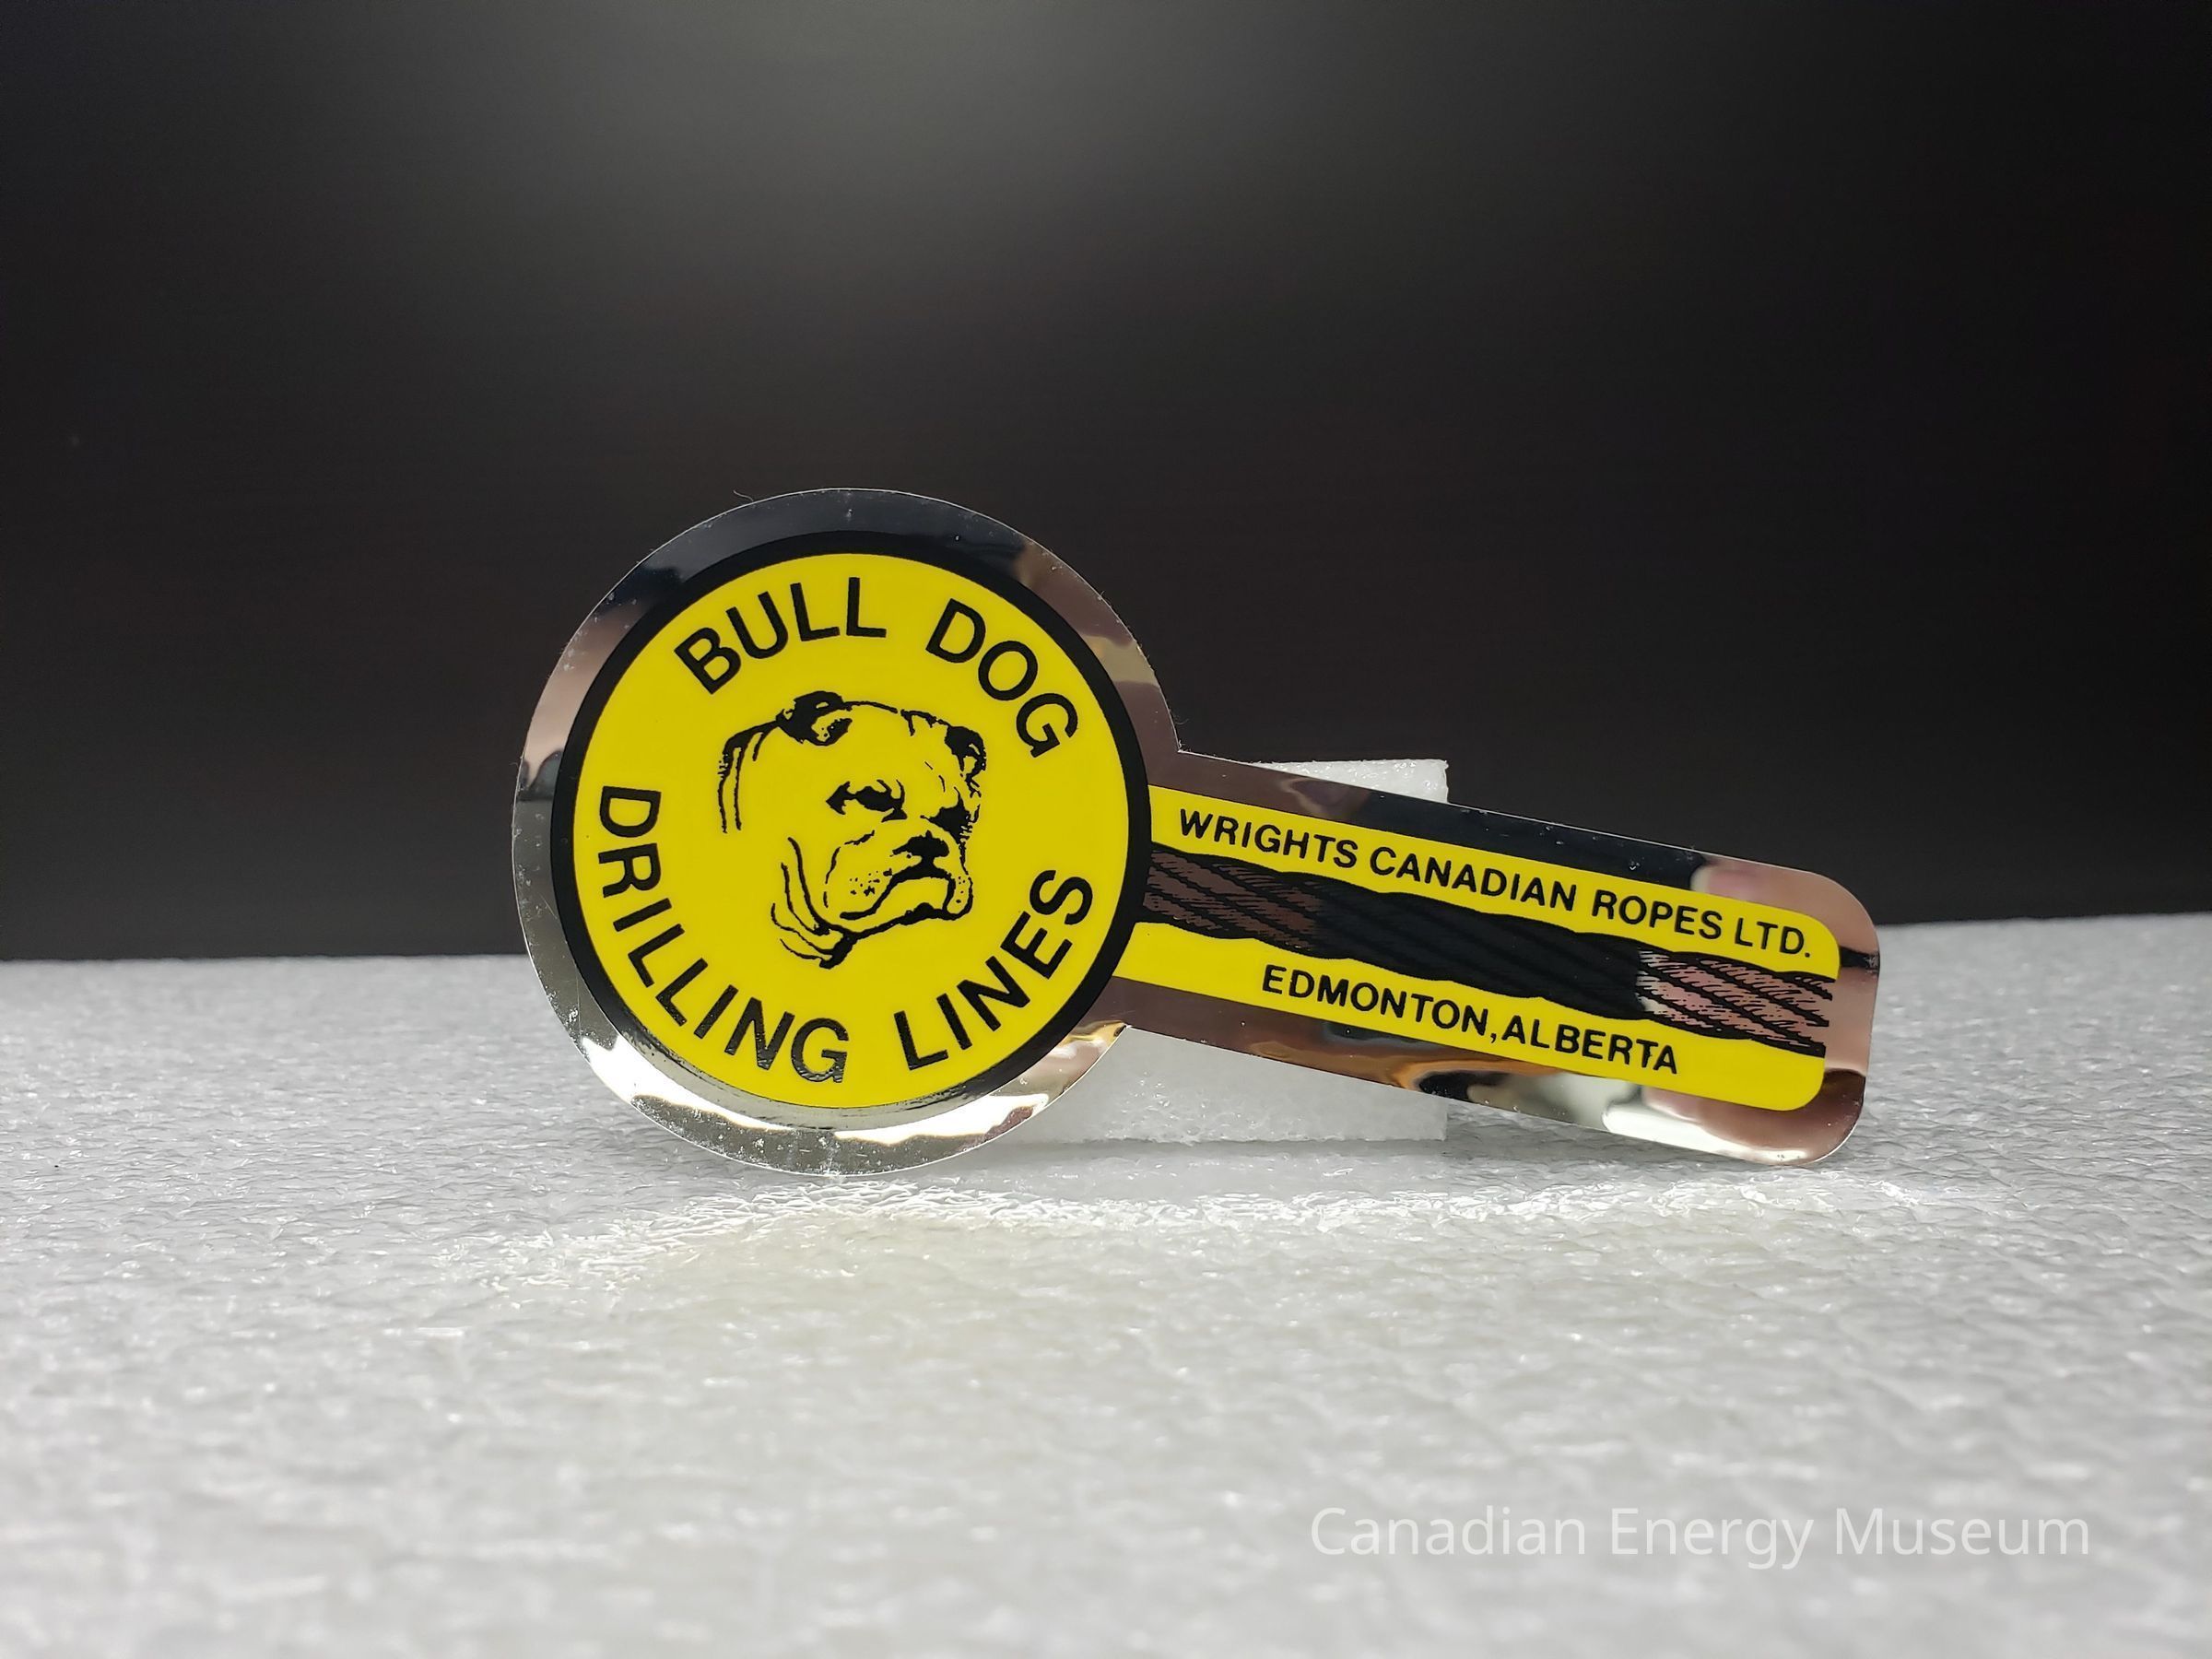 BULL DOG
DRILLING LINES
WRIGHTS CANADIAN ROPES LTD.
EDMONTON, ALBERTA
Canadian Energy Museum